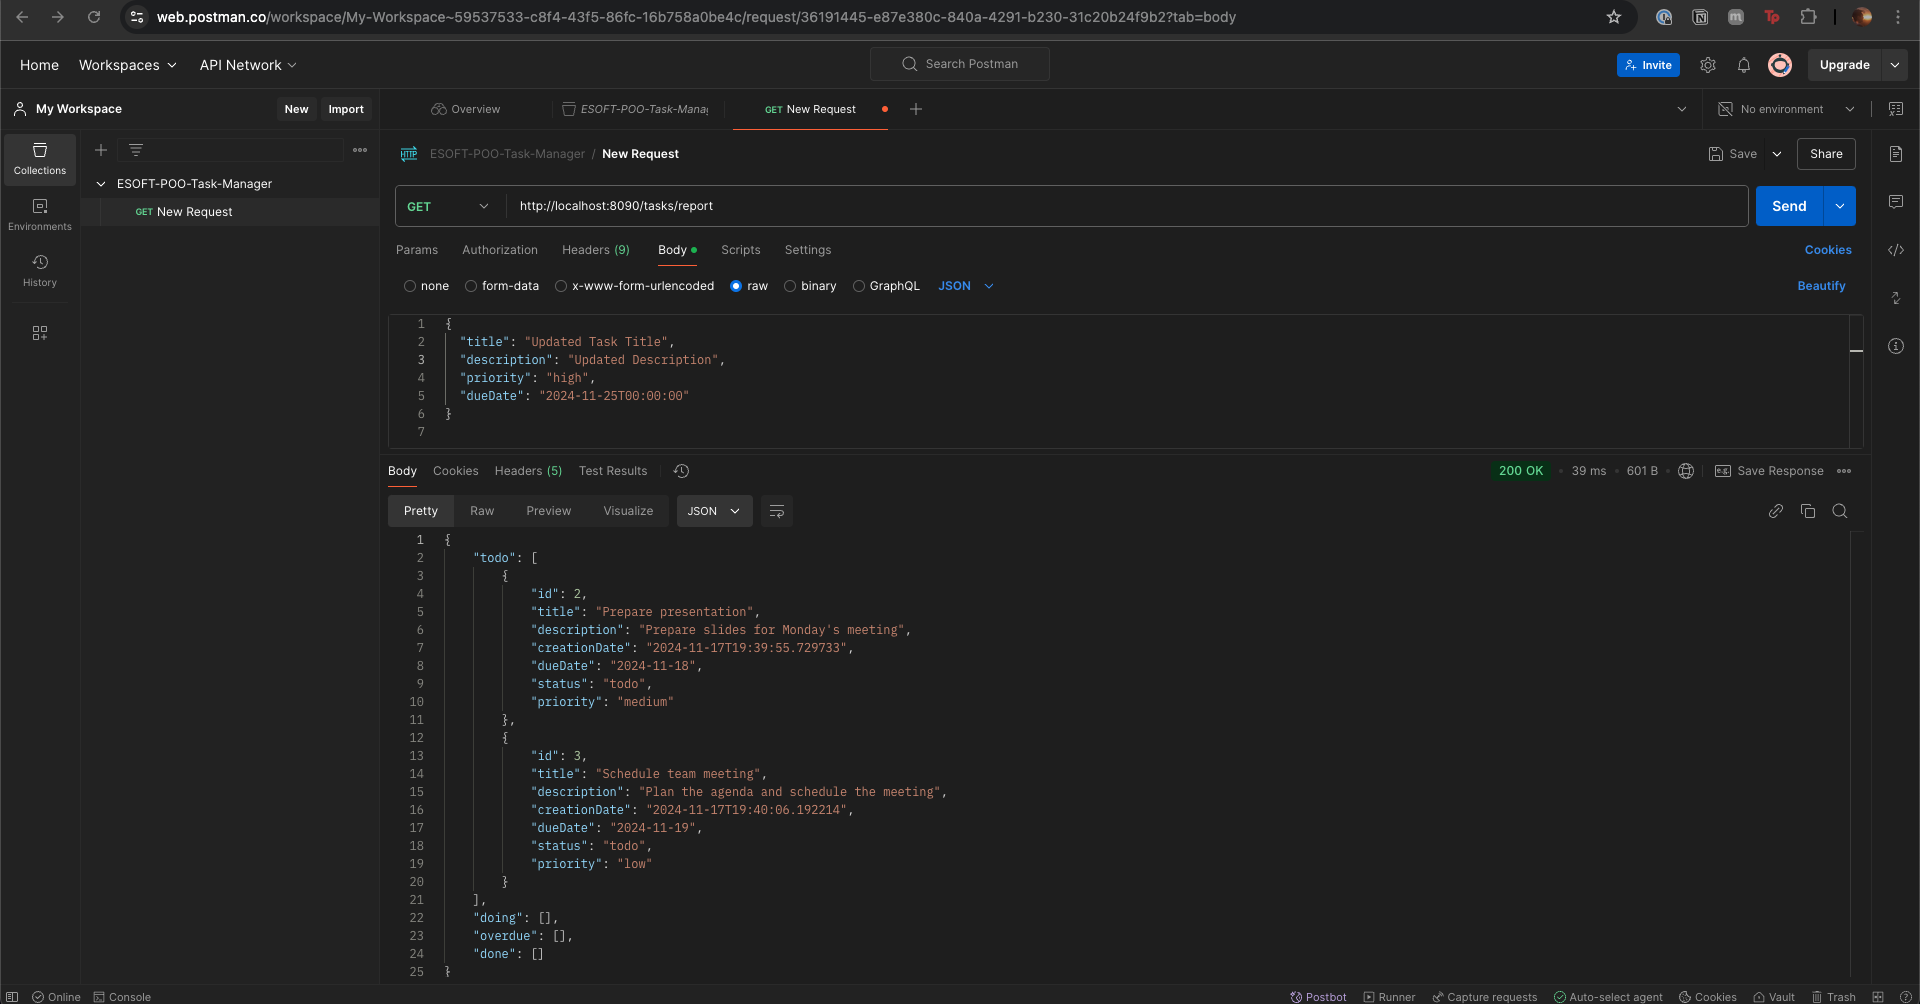 web.postman.co/workspace/My-Workspace~59537533-c8f4-43f5-86fc-16b758a0be4c/request/36191445-e87e380c-840a-4291-b230-31c20b24f9b2?tab=body
Home Workspaces API Network Search Postman Invite Upgrade
My Workspace New Import Overview ESOFT-POO-Task-Mana GET New Request No environment
Collections
ESOFT-POO-Task-Manager / New Request Save Share
ESOFT-POO-Task-Manager
GET New Request
Environments
History
GET http://localhost:8090/tasks/report Send
Params Authorization Headers (9) Body Scripts Settings Cookies
none form-data x-www-form-urlencoded raw binary GraphQL JSON Beautify
1 {
2 "title": "Updated Task Title",
3 "description": "Updated Description",
4 "priority": "high",
5 "dueDate": "2024-11-25T00:00:00"
6 }
7
Body Cookies Headers (5) Test Results 200 OK • 39 ms • 601 B • e.g. Save Response
Pretty Raw Preview Visualize JSON
1 {
2 "todo": [
3 {
4 "id": 2,
5 "title": "Prepare presentation",
6 "description": "Prepare slides for Monday's meeting",
7 "creationDate": "2024-11-17T19:39:55.729733",
8 "dueDate": "2024-11-18",
9 "status": "todo",
10 "priority": "medium"
11 },
12 {
13 "id": 3,
14 "title": "Schedule team meeting",
15 "description": "Plan the agenda and schedule the meeting",
16 "creationDate": "2024-11-17T19:40:06.192214",
17 "dueDate": "2024-11-19",
18 "status": "todo",
19 "priority": "low"
20 }
21 ],
22 "doing": [],
23 "overdue": [],
24 "done": []
25 }
Online Console Postbot Runner Capture requests Auto-select agent Cookies Vault Trash